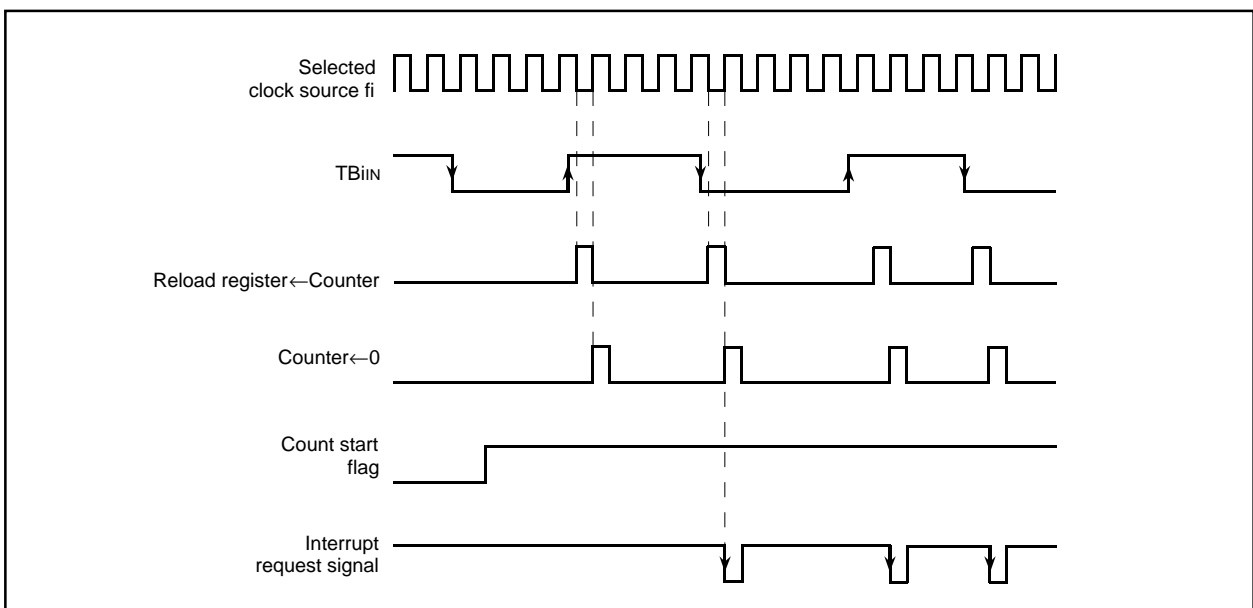 Selected
clock source fi
TBiIN
Reload register←Counter
Counter←0
Count start
flag
Interrupt
request signal